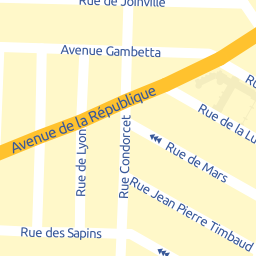 Rue de Joinville
Avenue Gambetta
Avenue de la République
Rue de la Lu
Rue de Lyon
Rue Condorcet
Rue de Mars
Rue Jean Pierre Timbaud
Rue des Sapins